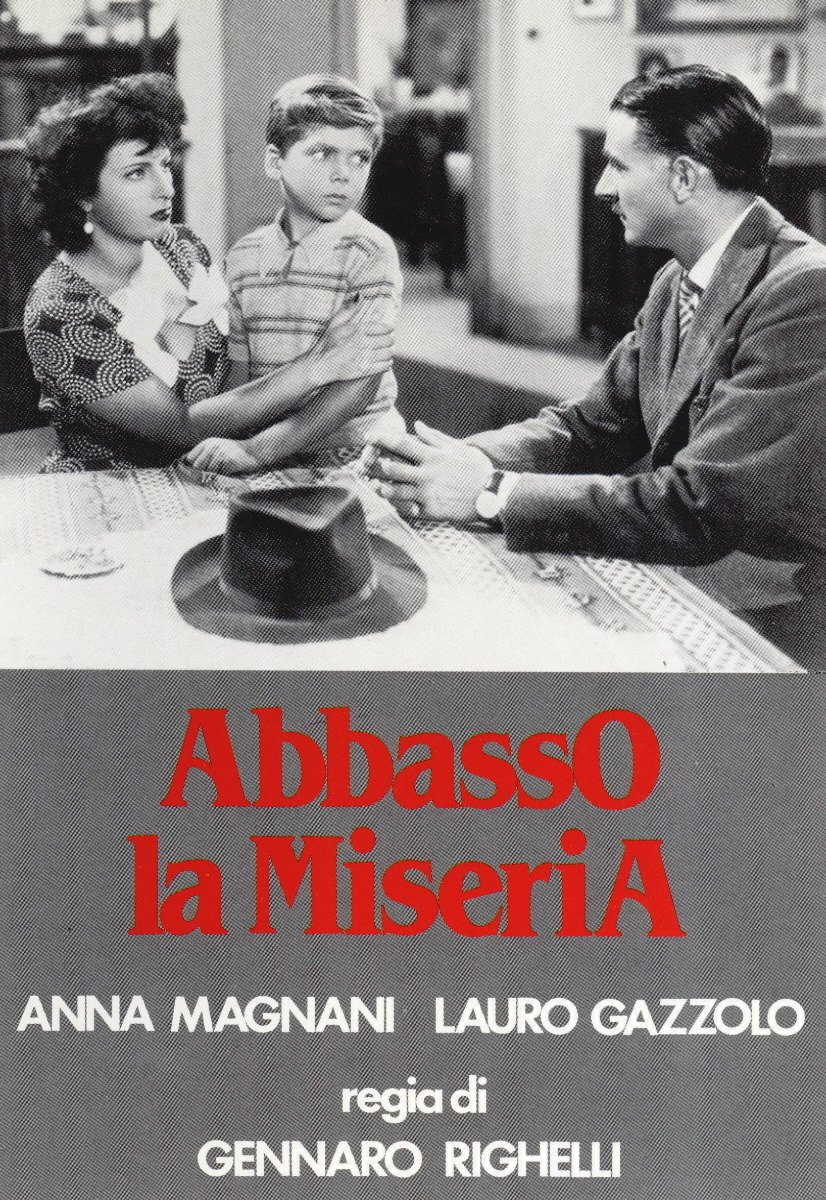 AbbassO
la MiseriA
ANNA MAGNANI LAURO GAZZOLO
regia di
GENNARO RIGHELLI